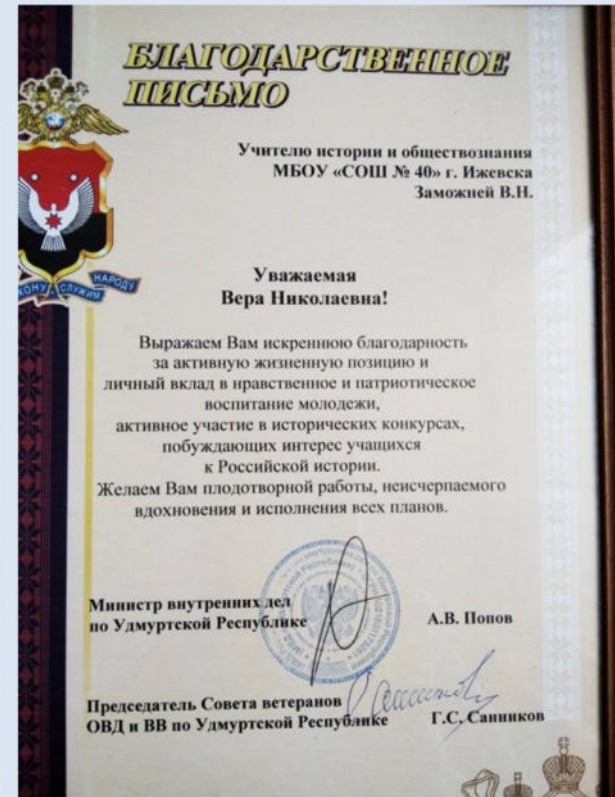 БЛАГОДАРСТВЕННОЕ
ПИСЬМО
Учителю истории и обществознания
МБОУ «СОШ № 40» г. Ижевска
Заможней В.Н.
НАРОДУ
СЛУЖИМ
Уважаемая
Вера Николаевна!
Выражаем Вам искреннюю благодарность
за активную жизненную позицию и
личный вклад в нравственное и патриотическое
воспитание молодежи,
активное участие в исторических конкурсах,
побуждающих интерес учащихся
к Российской истории.
Желаем Вам плодотворной работы, неисчерпаемого
вдохновения и исполнения всех планов.
Министр внутренних дел
по Удмуртской Республике
А.В. Попов
Председатель Совета ветеранов
ОВД и ВВ по Удмуртской Республике
Г.С. Санников